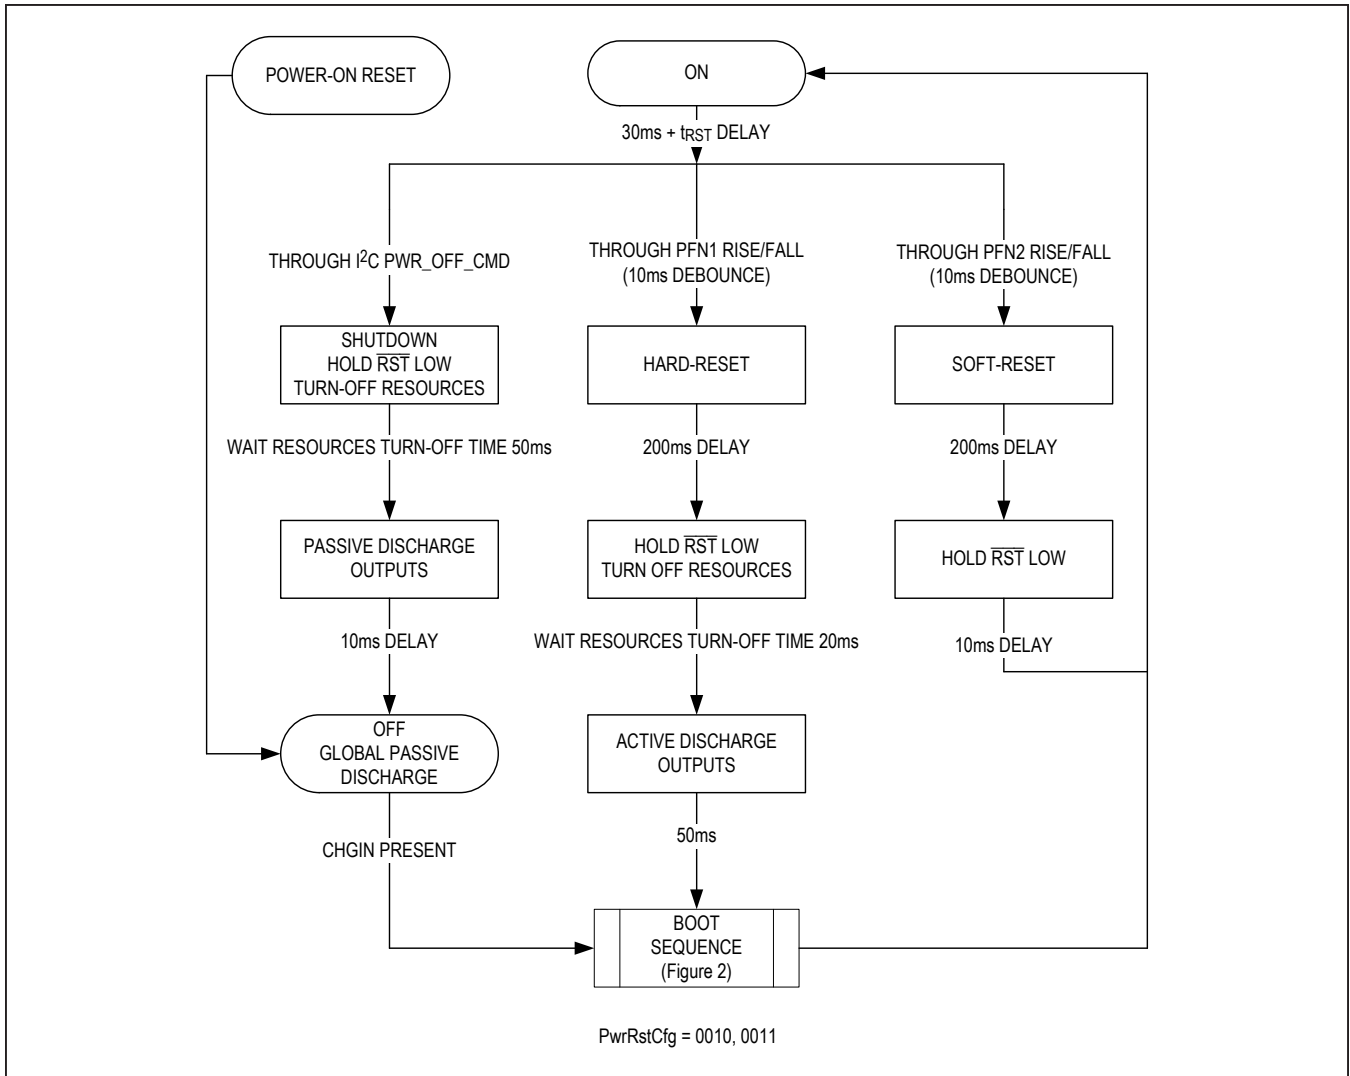 POWER-ON RESET
ON
30ms + tRST DELAY
THROUGH I²C PWR_OFF_CMD
THROUGH PFN1 RISE/FALL
(10ms DEBOUNCE)
THROUGH PFN2 RISE/FALL
(10ms DEBOUNCE)
SHUTDOWN
HOLD R̅S̅T̅ LOW
TURN-OFF RESOURCES
HARD-RESET
SOFT-RESET
WAIT RESOURCES TURN-OFF TIME 50ms
200ms DELAY
200ms DELAY
PASSIVE DISCHARGE
OUTPUTS
HOLD R̅S̅T̅ LOW
TURN OFF RESOURCES
HOLD R̅S̅T̅ LOW
10ms DELAY
WAIT RESOURCES TURN-OFF TIME 20ms
10ms DELAY
OFF
GLOBAL PASSIVE
DISCHARGE
ACTIVE DISCHARGE
OUTPUTS
CHGIN PRESENT
50ms
BOOT
SEQUENCE
(Figure 2)
PwrRstCfg = 0010, 0011